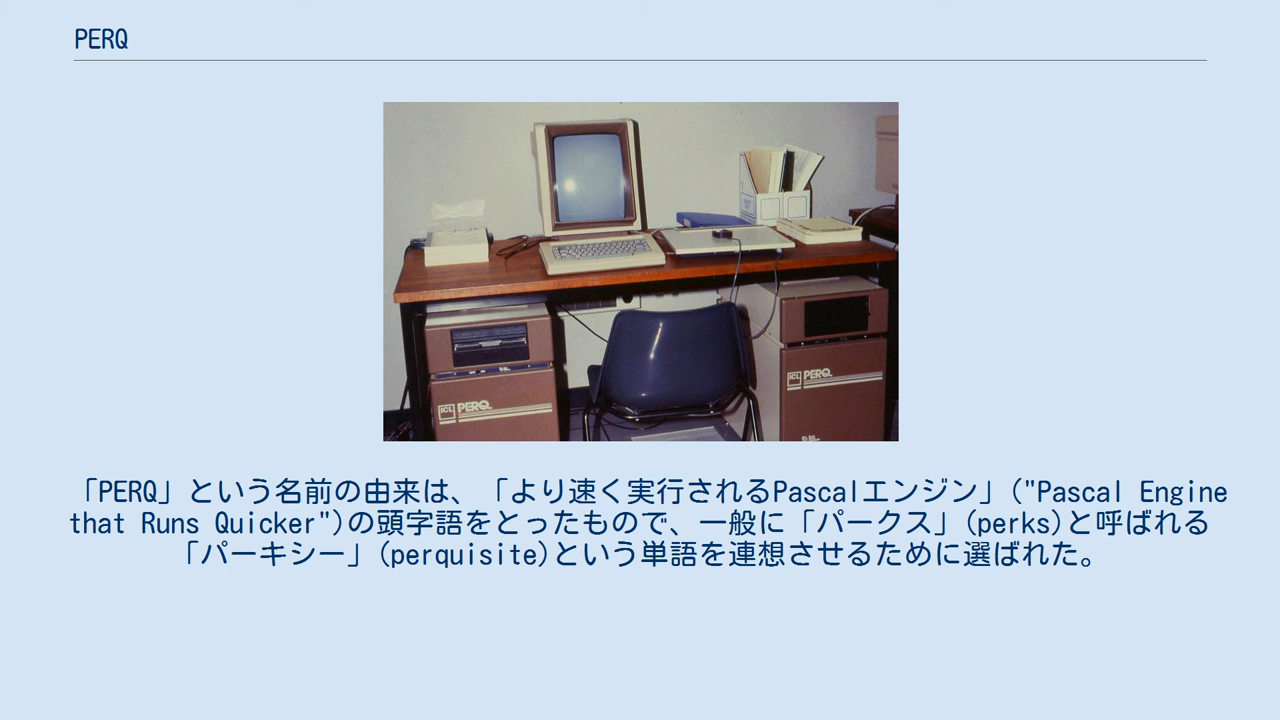 PERQ
ICL PERQ
ICL PERQ
「PERQ」という名前の由来は、「より速く実行されるPascalエンジン」("Pascal Engine
that Runs Quicker")の頭字語をとったもので、一般に「パークス」(perks)と呼ばれる
「パーキシー」(perquisite)という単語を連想させるために選ばれた。